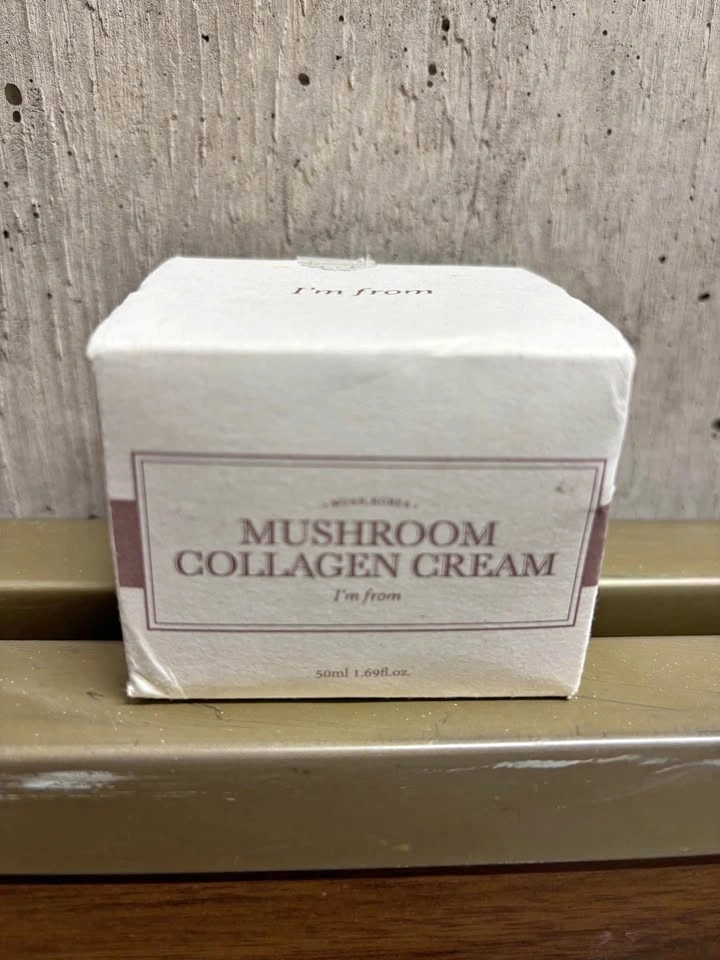 I'm from
MUSHROOM
COLLAGEN CREAM
I'm from
50ml 1.69fl.oz.